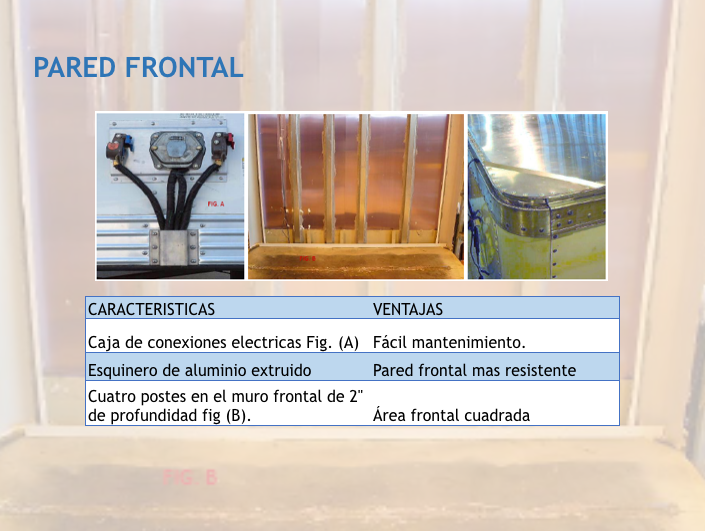 PARED FRONTAL
FIG. A
FIG B
CARACTERISTICAS VENTAJAS
Caja de conexiones electricas Fig. (A) Fácil mantenimiento.
Esquinero de aluminio extruido Pared frontal mas resistente
Cuatro postes en el muro frontal de 2"
de profundidad fig (B). Área frontal cuadrada
FIG B